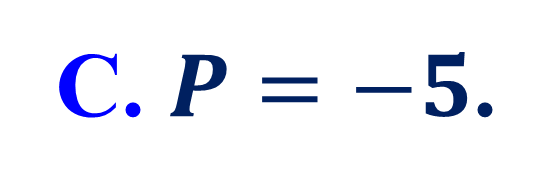 C. P = −5.